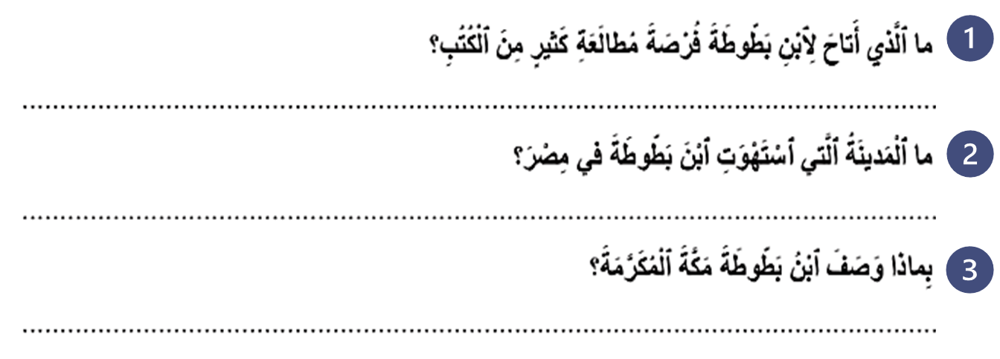 1 ما ٱلَّذي أَتاحَ لِٱبْنِ بَطّوطَةَ فُرْصَةَ مُطالَعَةِ كَثيرٍ مِنَ ٱلْكُتُبِ؟
................................................................................
2 ما ٱلْمَدينَةُ ٱلَّتي ٱسْتَهْوَتِ ٱبْنَ بَطّوطَةَ في مِصْرَ؟
................................................................................
3 بِماذا وَصَفَ ٱبْنُ بَطّوطَةَ مَكَّةَ ٱلْمُكَرَّمَةَ؟
................................................................................